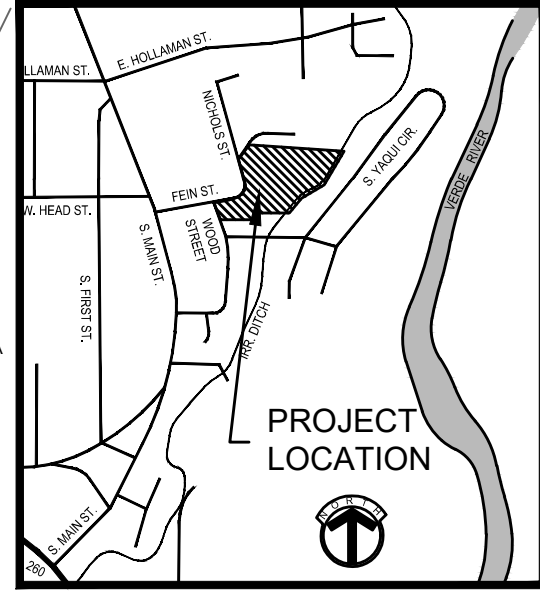 E. HOLLAMAN ST.
LLAMAN ST.
NICHOLS ST.
S. YAQUI CIR.
VERDE RIVER
FEIN ST.
W. HEAD ST.
WOOD
STREET
S. MAIN ST.
S. FIRST ST.
IRR. DITCH
PROJECT
LOCATION
NORTH
S. MAIN ST.
260